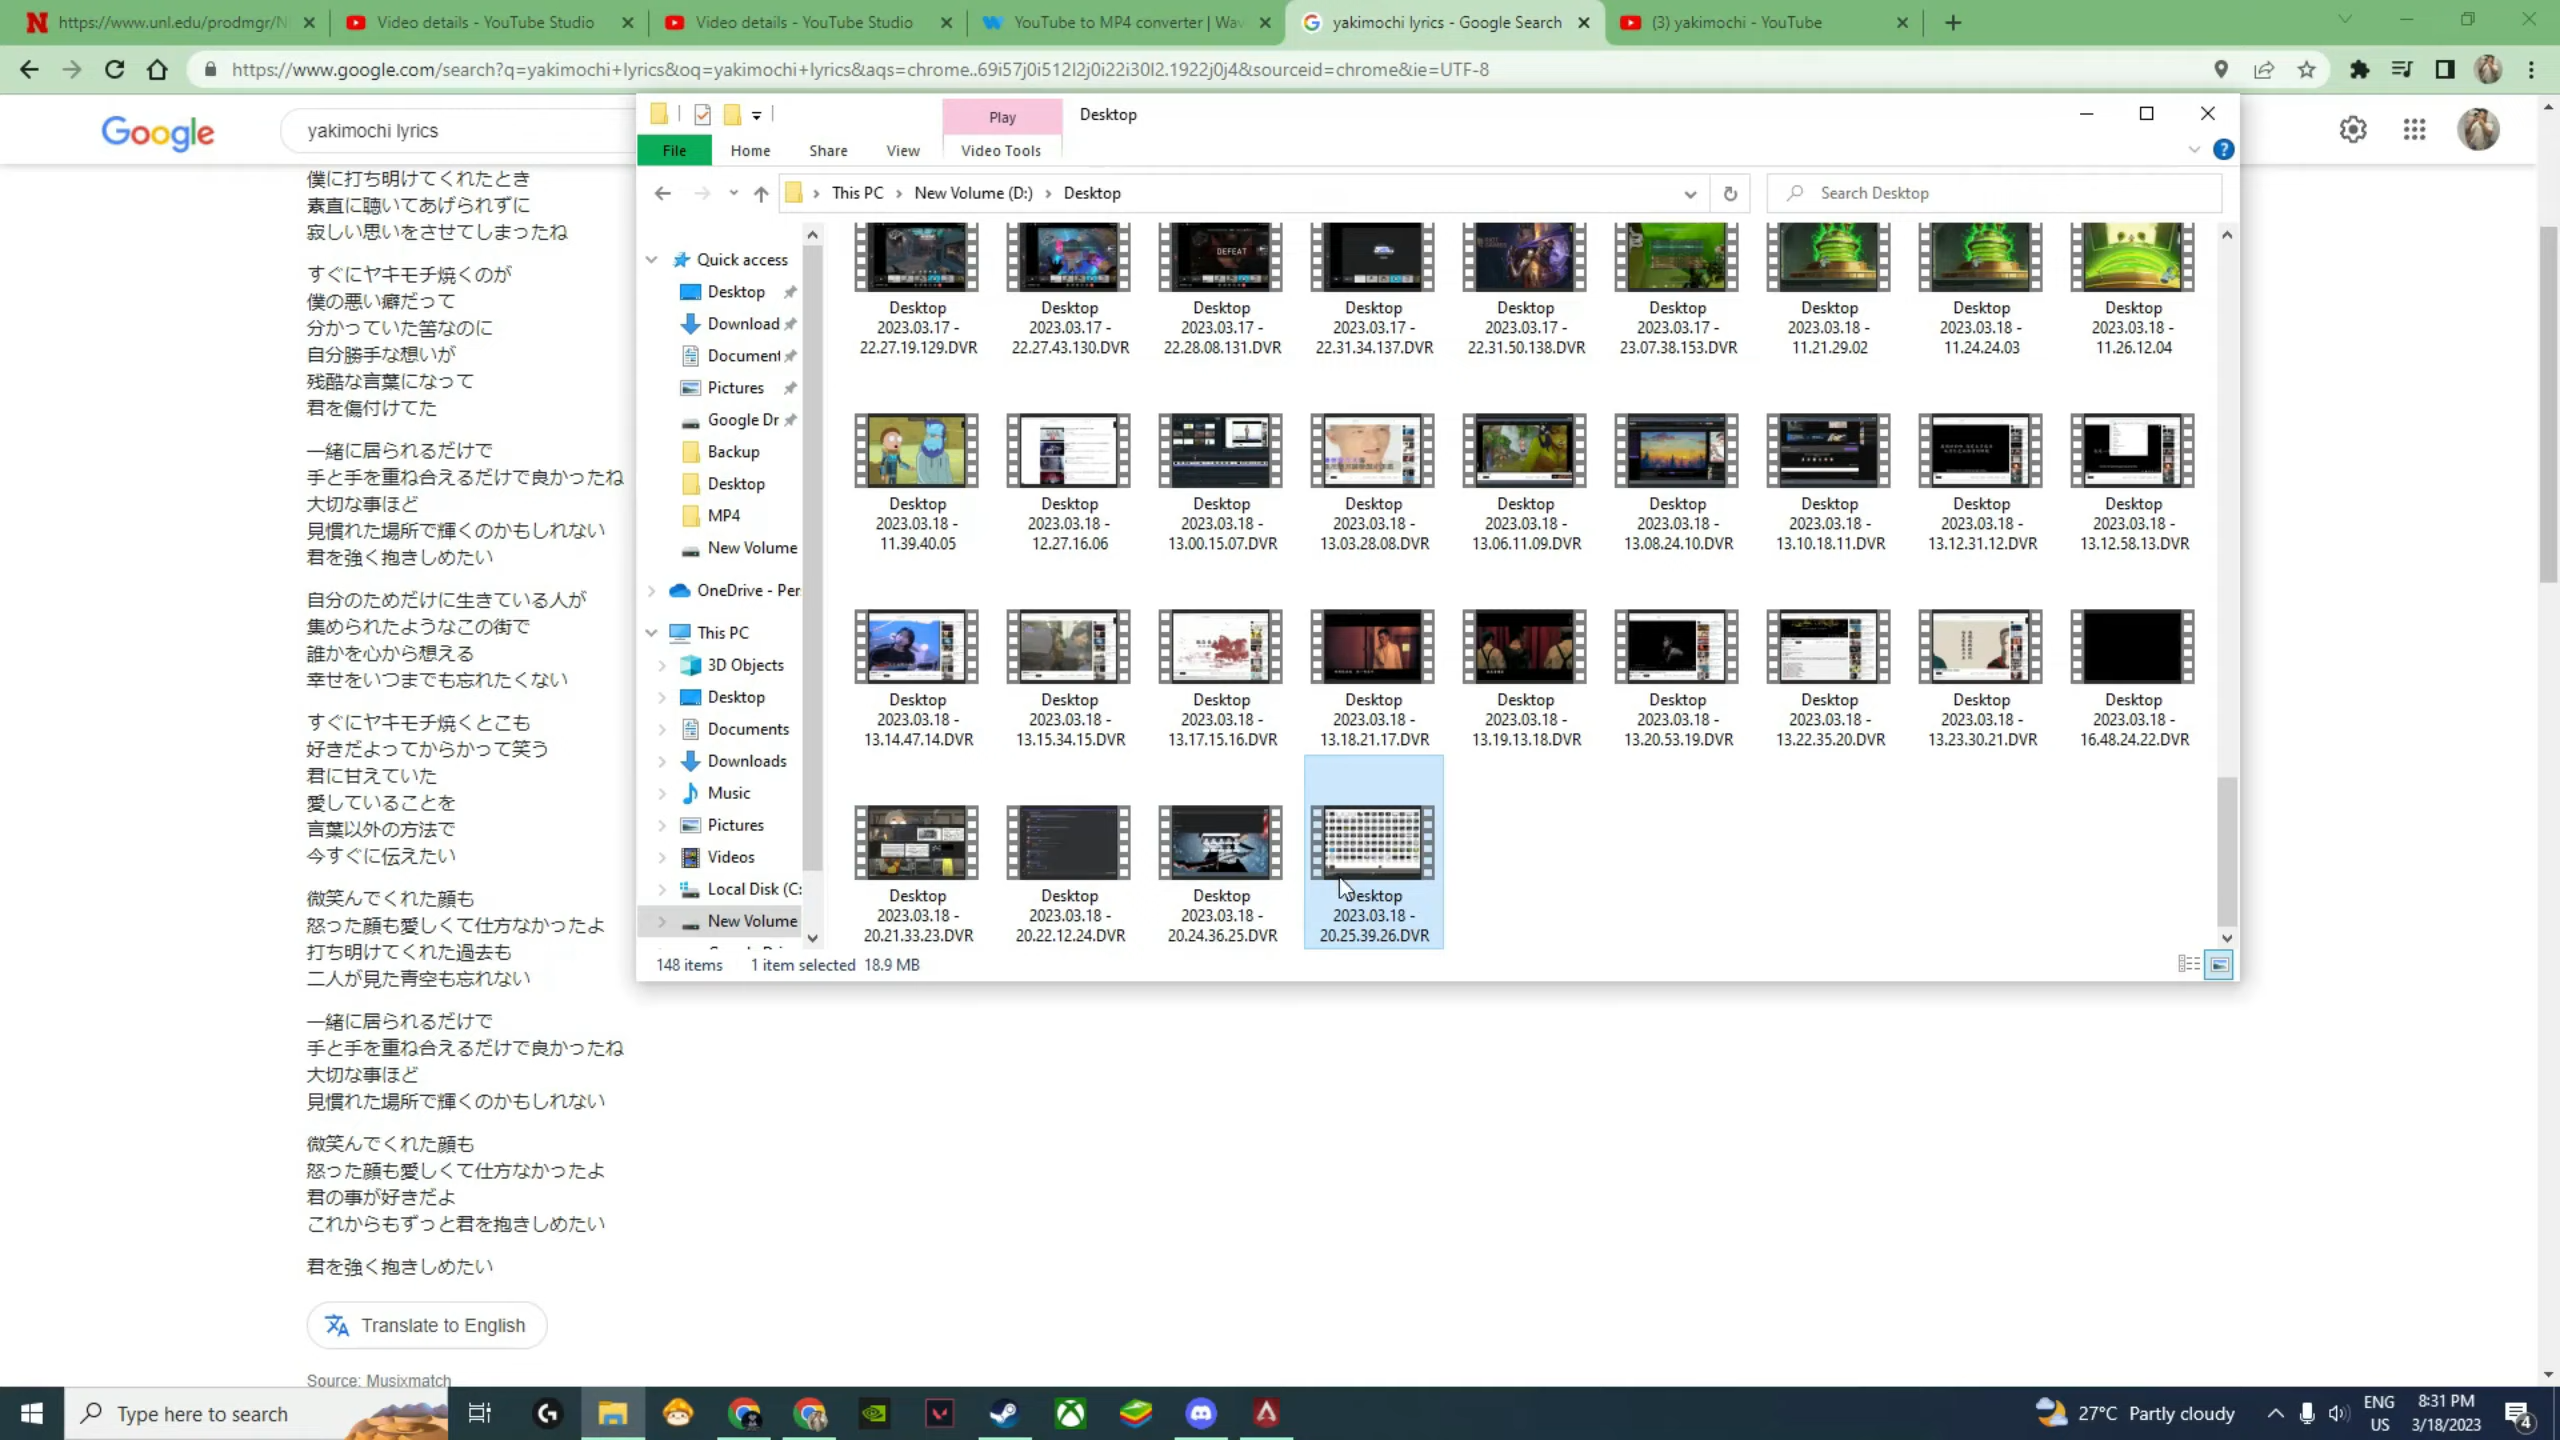 https://www.unl.edu/prodmgr/N
Video details - YouTube Studio
Video details - YouTube Studio
YouTube to MP4 converter | Wav
yakimochi lyrics - Google Search
(3) yakimochi - YouTube
https://www.google.com/search?q=yakimochi+lyrics&oq=yakimochi+lyrics&aqs=chrome..69i57j0i512l2j0i22i30l2.1922j0j4&sourceid=chrome&ie=UTF-8
Google
yakimochi lyrics
僕に打ち明けてくれたとき
素直に聴いてあげられずに
寂しい思いをさせてしまったね
すぐにヤキモチ焼くのが
僕の悪い癖だって
分かっていた筈なのに
自分勝手な想いが
残酷な言葉になって
君を傷付けてた
一緒に居られるだけで
手と手を重ね合えるだけで良かったね
大切な事ほど
見慣れた場所で輝くのかもしれない
君を強く抱きしめたい
自分のためだけに生きている人が
集められたようなこの街で
誰かを心から想える
幸せをいつまでも忘れたくない
すぐにヤキモチ焼くとこも
好きだよってからかって笑う
君に甘えていた
愛していることを
言葉以外の方法で
今すぐに伝えたい
微笑んでくれた顔も
怒った顔も愛しくて仕方なかったよ
打ち明けてくれた過去も
二人が見た青空も忘れない
一緒に居られるだけで
手と手を重ね合えるだけで良かったね
大切な事ほど
見慣れた場所で輝くのかもしれない
微笑んでくれた顔も
怒った顔も愛しくて仕方なかったよ
君の事が好きだよ
これからもずっと君を抱きしめたい
君を強く抱きしめたい
Translate to English
Source: Musixmatch
Play
Desktop
File
Home
Share
View
Video Tools
This PC
New Volume (D:)
Desktop
Search Desktop
Quick access
Desktop
Download
Document
Pictures
Google Dr
Backup
Desktop
MP4
New Volume
OneDrive - Per
This PC
3D Objects
Desktop
Documents
Downloads
Music
Pictures
Videos
Local Disk (C:
New Volume
DEFEAT
Desktop 2023.03.17 - 22.27.19.129.DVR
Desktop 2023.03.17 - 22.27.43.130.DVR
Desktop 2023.03.17 - 22.28.08.131.DVR
Desktop 2023.03.17 - 22.31.34.137.DVR
Desktop 2023.03.17 - 22.31.50.138.DVR
Desktop 2023.03.17 - 23.07.38.153.DVR
Desktop 2023.03.18 - 11.21.29.02
Desktop 2023.03.18 - 11.24.24.03
Desktop 2023.03.18 - 11.26.12.04
Desktop 2023.03.18 - 11.39.40.05
Desktop 2023.03.18 - 12.27.16.06
Desktop 2023.03.18 - 13.00.15.07.DVR
Desktop 2023.03.18 - 13.03.28.08.DVR
Desktop 2023.03.18 - 13.06.11.09.DVR
Desktop 2023.03.18 - 13.08.24.10.DVR
Desktop 2023.03.18 - 13.10.18.11.DVR
Desktop 2023.03.18 - 13.12.31.12.DVR
Desktop 2023.03.18 - 13.12.58.13.DVR
Desktop 2023.03.18 - 13.14.47.14.DVR
Desktop 2023.03.18 - 13.15.34.15.DVR
Desktop 2023.03.18 - 13.17.15.16.DVR
Desktop 2023.03.18 - 13.18.21.17.DVR
Desktop 2023.03.18 - 13.19.13.18.DVR
Desktop 2023.03.18 - 13.20.53.19.DVR
Desktop 2023.03.18 - 13.22.35.20.DVR
Desktop 2023.03.18 - 13.23.30.21.DVR
Desktop 2023.03.18 - 16.48.24.22.DVR
Desktop 2023.03.18 - 20.21.33.23.DVR
Desktop 2023.03.18 - 20.22.12.24.DVR
Desktop 2023.03.18 - 20.24.36.25.DVR
Desktop 2023.03.18 - 20.25.39.26.DVR
148 items
1 item selected 18.9 MB
Type here to search
27°C Partly cloudy
ENG
US
8:31 PM
3/18/2023
4